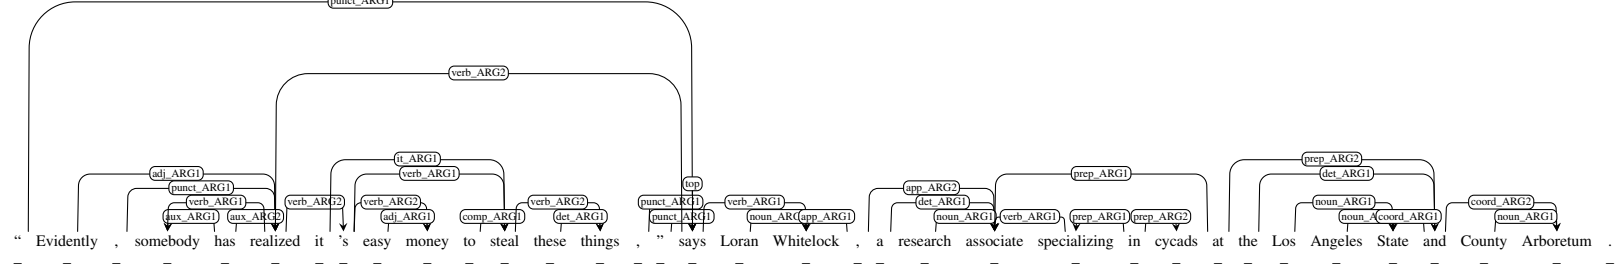 punct_ARG1
verb_ARG2
it_ARG1 prep_ARG2
adj_ARG1 verb_ARG1 prep_ARG1 det_ARG1
punct_ARG1 top app_ARG2
verb_ARG1 verb_ARG2 verb_ARG2 verb_ARG2 punct_ARG1 verb_ARG1 det_ARG1 noun_ARG1 coord_ARG2
aux_ARG1 aux_ARG2 adj_ARG1 comp_ARG1 det_ARG1 punct_ARG1 app_ARG1 noun_ARG1 verb_ARG1 prep_ARG1 prep_ARG2 coord_ARG1 noun_ARG1
“ Evidently , somebody has realized it 's easy money to steal these things , ” says Loran Whitelock , a research associate specializing in cycads at the Los Angeles State and County Arboretum .